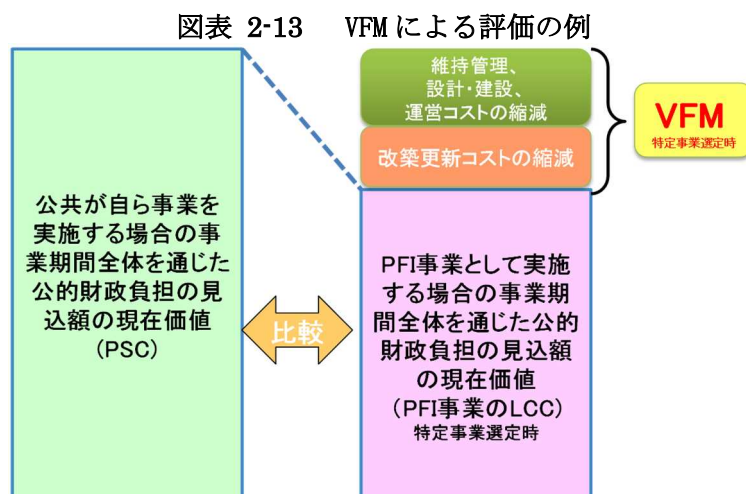 図表 2-13 VFMによる評価の例
公共が自ら事業を
実施する場合の事
業期間全体を通じた
公的財政負担の見
込額の現在価値
(PSC)
比較
維持管理、
設計・建設、
運営コストの縮減
改築更新コストの縮減
VFM
特定事業選定時
PFI事業として実施
する場合の事業期
間全体を通じた公的
財政負担の見込額
の現在価値
(PFI事業のLCC)
特定事業選定時